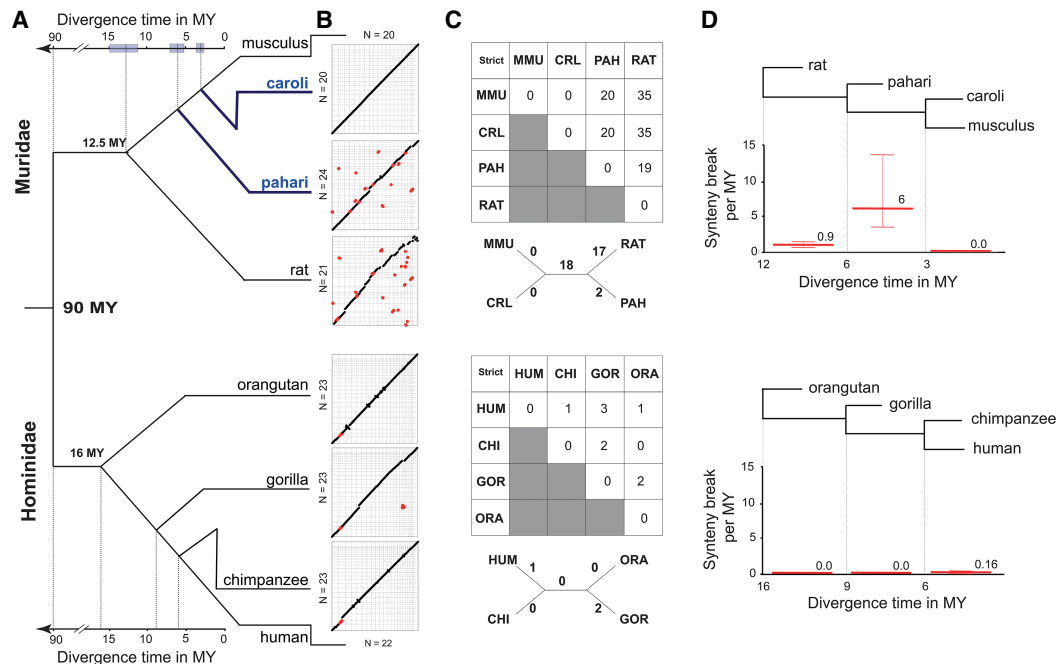 A
Divergence time in MY
90 15 10 5 0
Muridae
12.5 MY
musculus
caroli
pahari
rat
90 MY
Hominidae
16 MY
orangutan
gorilla
chimpanzee
human
90 15 10 5 0
Divergence time in MY
B
N = 20
N = 20
N = 24
N= 21
N = 23
N = 23
N = 23
N = 22
C
Strict MMU CRL PAH RAT
MMU 0 0 20 35
CRL 0 20 35
PAH 0 19
RAT 0
MMU 0 17 RAT
18
CRL 0 2 PAH
Strict HUM CHI GOR ORA
HUM 0 1 3 1
CHI 0 2 0
GOR 0 2
ORA 0
HUM 1 0 ORA
0
CHI 0 2 GOR
D
rat
pahari
caroli
musculus
Synteny break
per MY
15
10
5
0
0.9
6
0.0
12 6 3
Divergence time in MY
orangutan
gorilla
chimpanzee
human
Synteny break
per MY
15
10
5
0
0.0
0.0
0.16
16 9 6
Divergence time in MY